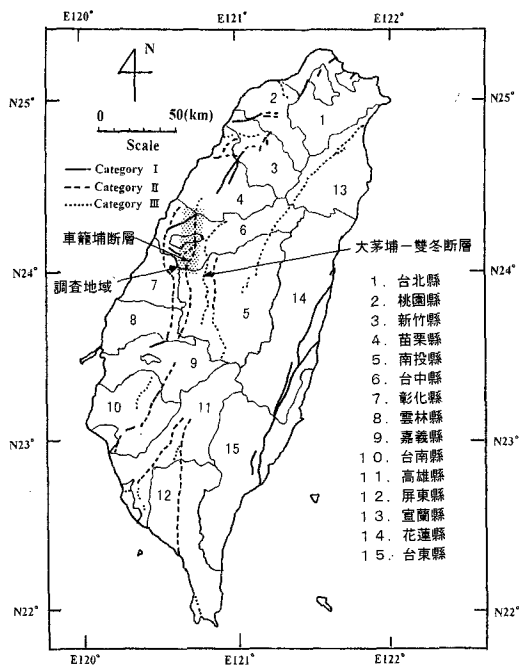 E120° E121° E122°
N
N25° N25°
0 50(km)
Scale
Category I
Category II
Category III
車籠埔断層
調査地域
大茅埔－雙冬断層
N24° N24°
1．台北縣
2．桃園縣
3．新竹縣
4．苗栗縣
5．南投縣
6．台中縣
7．彰化縣
8．雲林縣
9．嘉義縣
10．台南縣
11．高雄縣
12．屏東縣
13．宜蘭縣
14．花蓮縣
15．台東縣
2
1
3
13
4
6
7
5
14
8
9
10
11
15
12
N23° N23°
N22° N22°
E120° E121° E122°